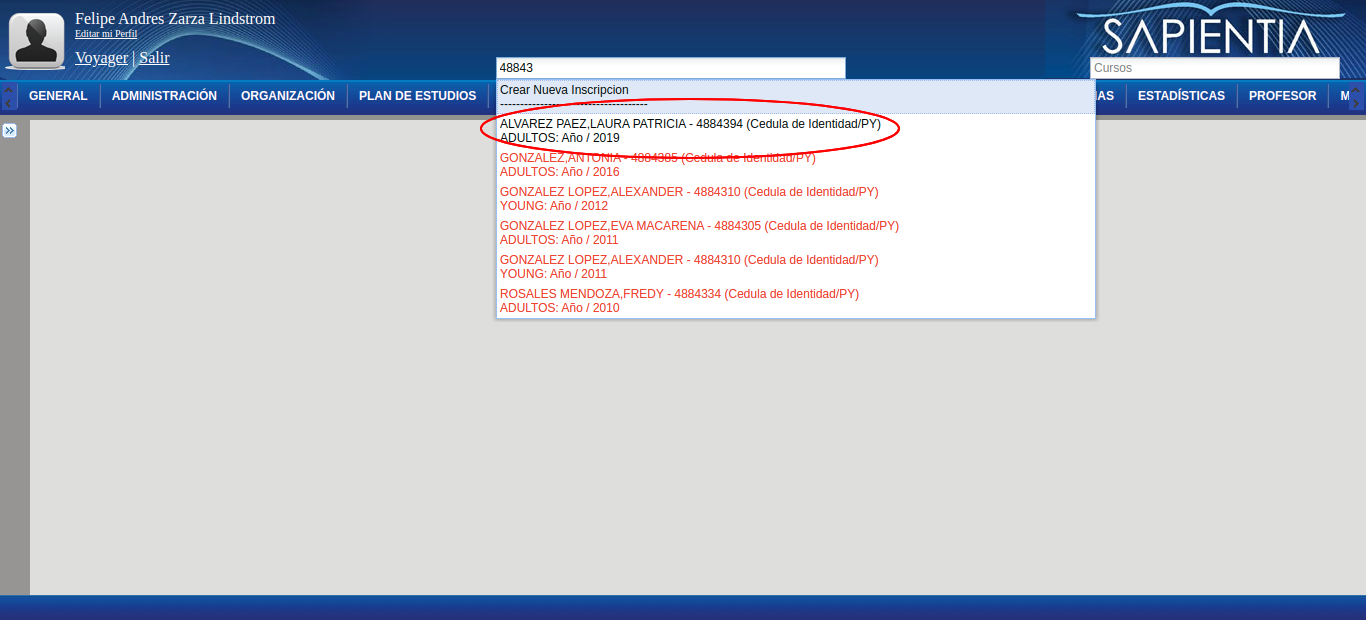 Felipe Andres Zarza Lindstrom
Editar mi Perfil
Voyager | Salir
SAPIENTIA
48843
Cursos
GENERAL
ADMINISTRACIÓN
ORGANIZACIÓN
PLAN DE ESTUDIOS
ESTADÍSTICAS
PROFESOR
Crear Nueva Inscripcion
-------------------------------------
ALVAREZ PAEZ,LAURA PATRICIA - 4884394 (Cedula de Identidad/PY)
ADULTOS: Año / 2019
GONZALEZ,ANTONIA - 4884385 (Cedula de Identidad/PY)
ADULTOS: Año / 2016
GONZALEZ LOPEZ,ALEXANDER - 4884310 (Cedula de Identidad/PY)
YOUNG: Año / 2012
GONZALEZ LOPEZ,EVA MACARENA - 4884305 (Cedula de Identidad/PY)
ADULTOS: Año / 2011
GONZALEZ LOPEZ,ALEXANDER - 4884310 (Cedula de Identidad/PY)
YOUNG: Año / 2011
ROSALES MENDOZA,FREDY - 4884334 (Cedula de Identidad/PY)
ADULTOS: Año / 2010